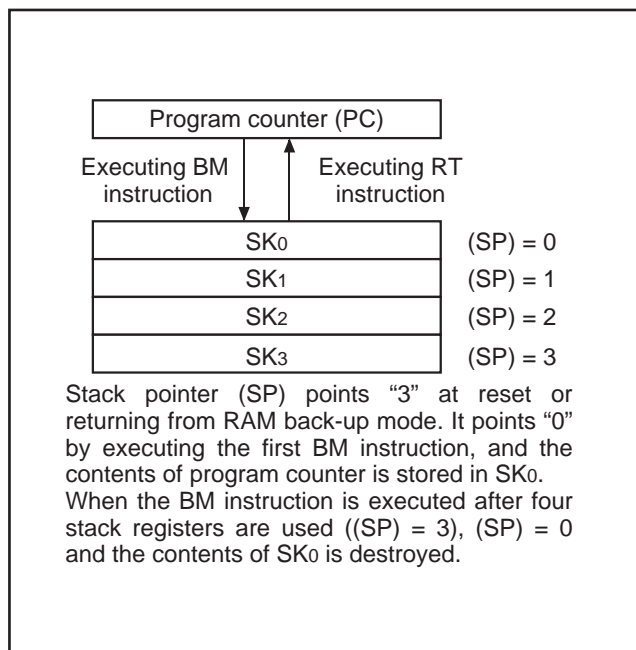 Program counter (PC)
Executing BM instruction
Executing RT instruction
SK0 (SP) = 0
SK1 (SP) = 1
SK2 (SP) = 2
SK3 (SP) = 3
Stack pointer (SP) points “3” at reset or
returning from RAM back-up mode. It points “0”
by executing the first BM instruction, and the
contents of program counter is stored in SK0.
When the BM instruction is executed after four
stack registers are used ((SP) = 3), (SP) = 0
and the contents of SK0 is destroyed.